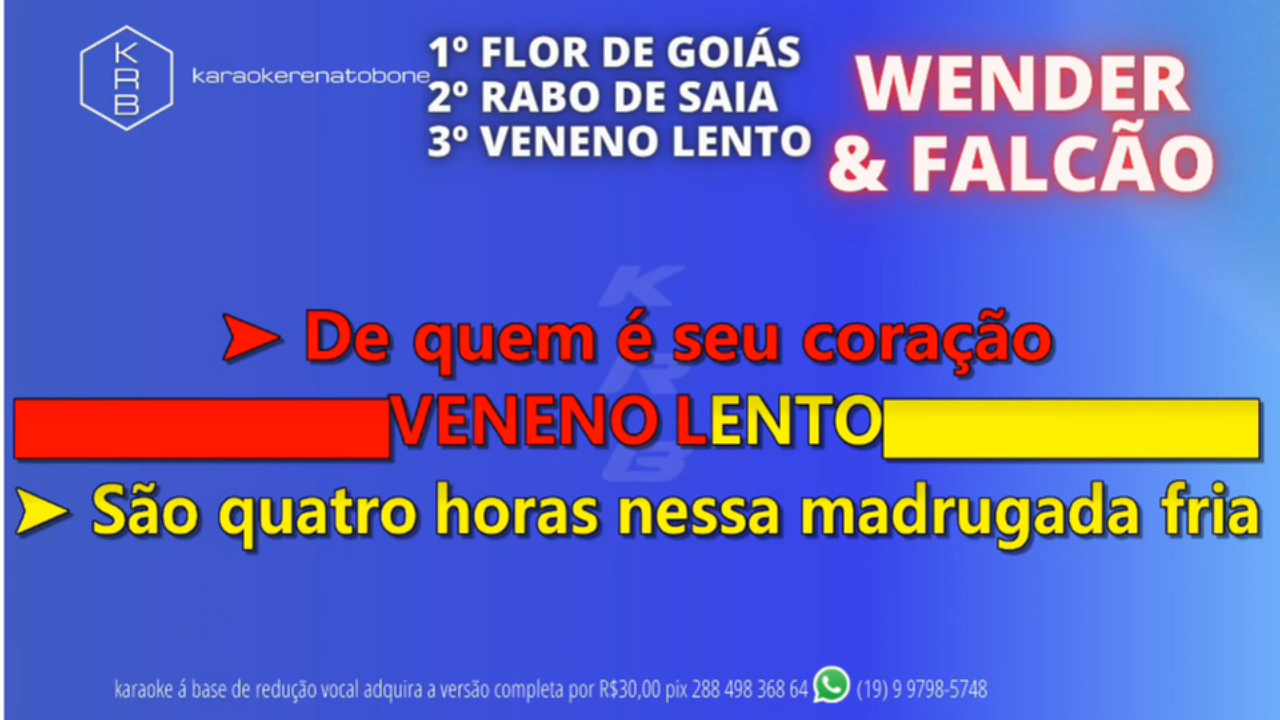 KRB
karaokerenatobone
1º FLOR DE GOIÁS
2º RABO DE SAIA
3º VENENO LENTO
WENDER
& FALCÃO
KRB
➤ De quem é seu coração
VENENO LENTO
➤ São quatro horas nessa madrugada fria
karaoke á base de redução vocal adquira a versão completa por R$30,00 pix 288 498 368 64 (19) 9 9798-5748